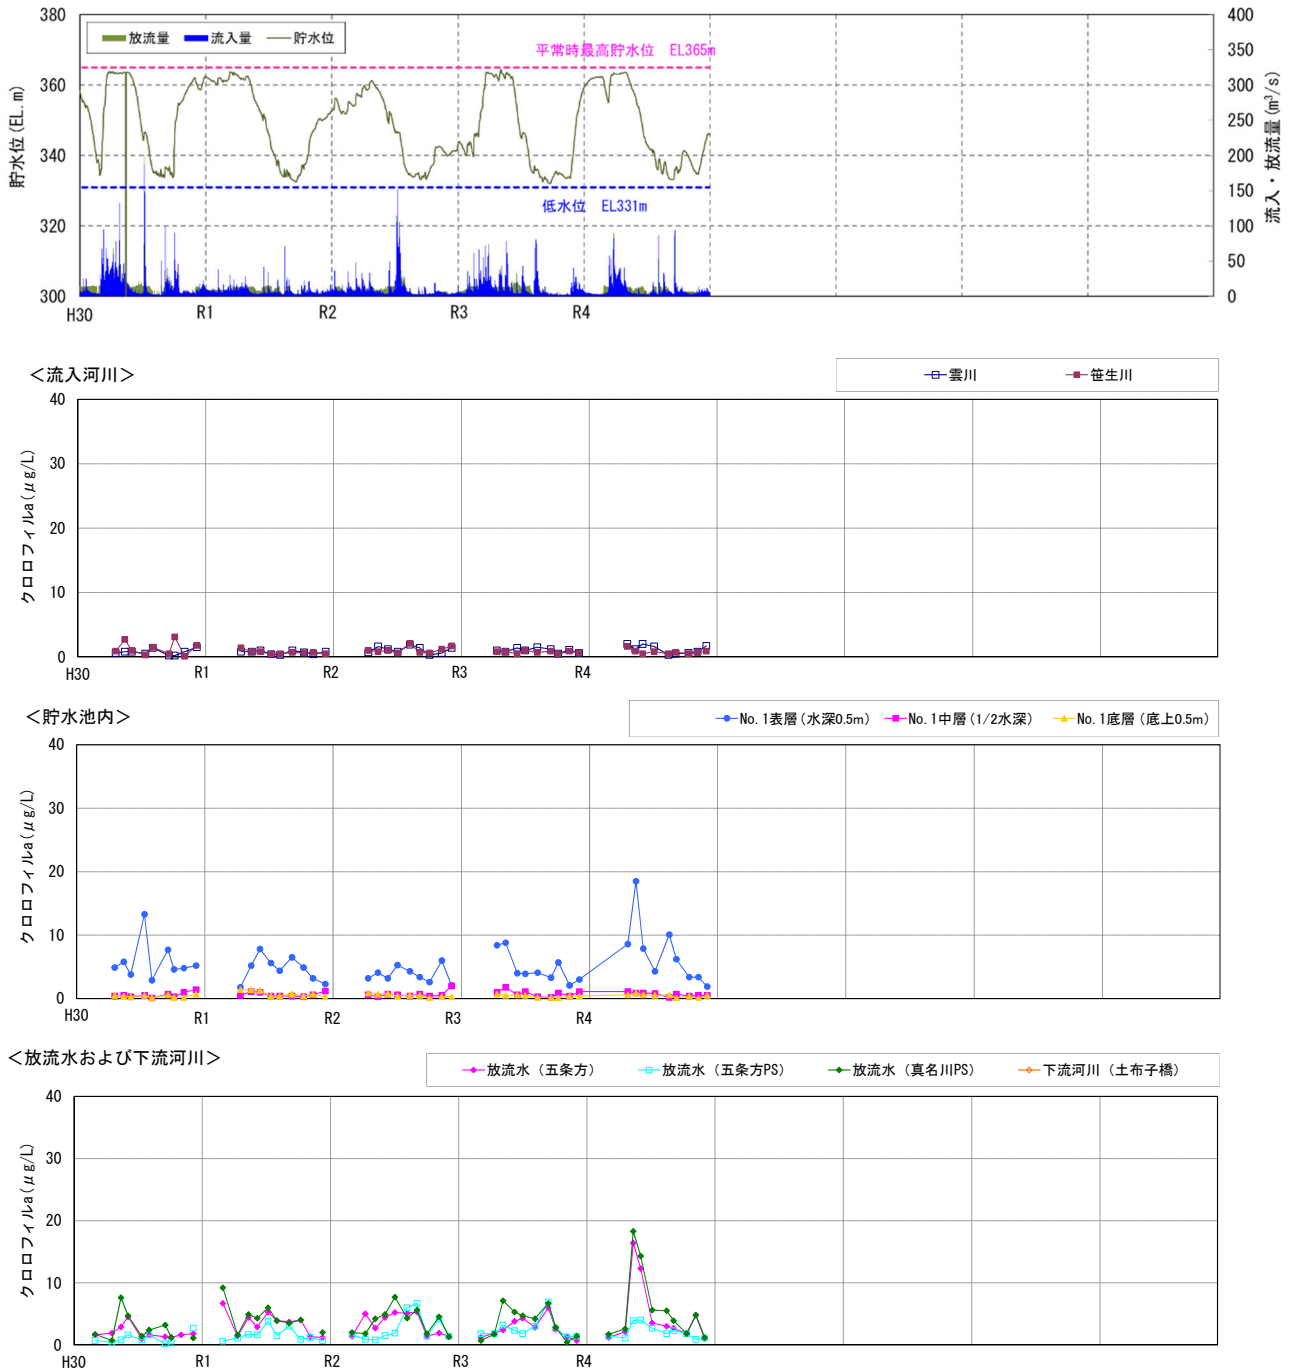 380
360
340
320
300
貯水位(EL.m)
放流量 流入量 貯水位
平常時最高貯水位 EL365m
低水位 EL331m
400
350
300
250
200
150
100
50
0
流入・放流量(m³/s)
H30 R1 R2 R3 R4
＜流入河川＞
雲川 笹生川
40
30
20
10
0
クロロフィルa(μg/L)
H30 R1 R2 R3 R4
＜貯水池内＞
No.1表層(水深0.5m) No.1中層(1/2水深) No.1底層(底上0.5m)
40
30
20
10
0
クロロフィルa(μg/L)
H30 R1 R2 R3 R4
＜放流水および下流河川＞
放流水（五条方） 放流水（五条方PS） 放流水（真名川PS） 下流河川（土布子橋）
40
30
20
10
0
クロロフィルa(μg/L)
H30 R1 R2 R3 R4